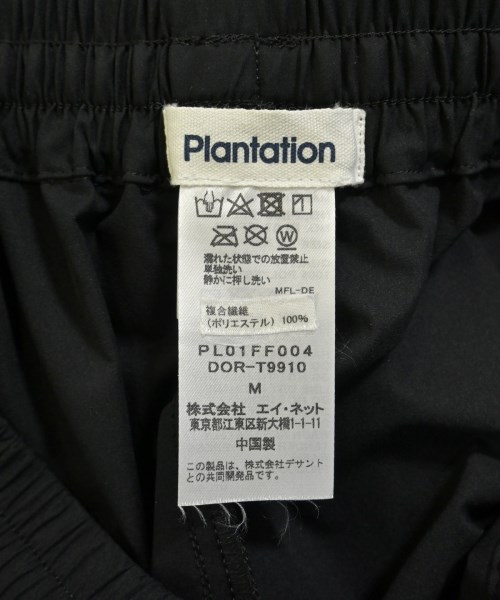 Plantation
W
濡れた状態での放置禁止
単独洗い
静かに押し洗い
MFL-DE
複合繊維
(ポリエステル) 100%
PL01FF004
DOR-T9910
M
株式会社 エイ・ネット
東京都江東区新大橋1-1-11
中国製
この製品は、株式会社デサント
との共同開発品です。